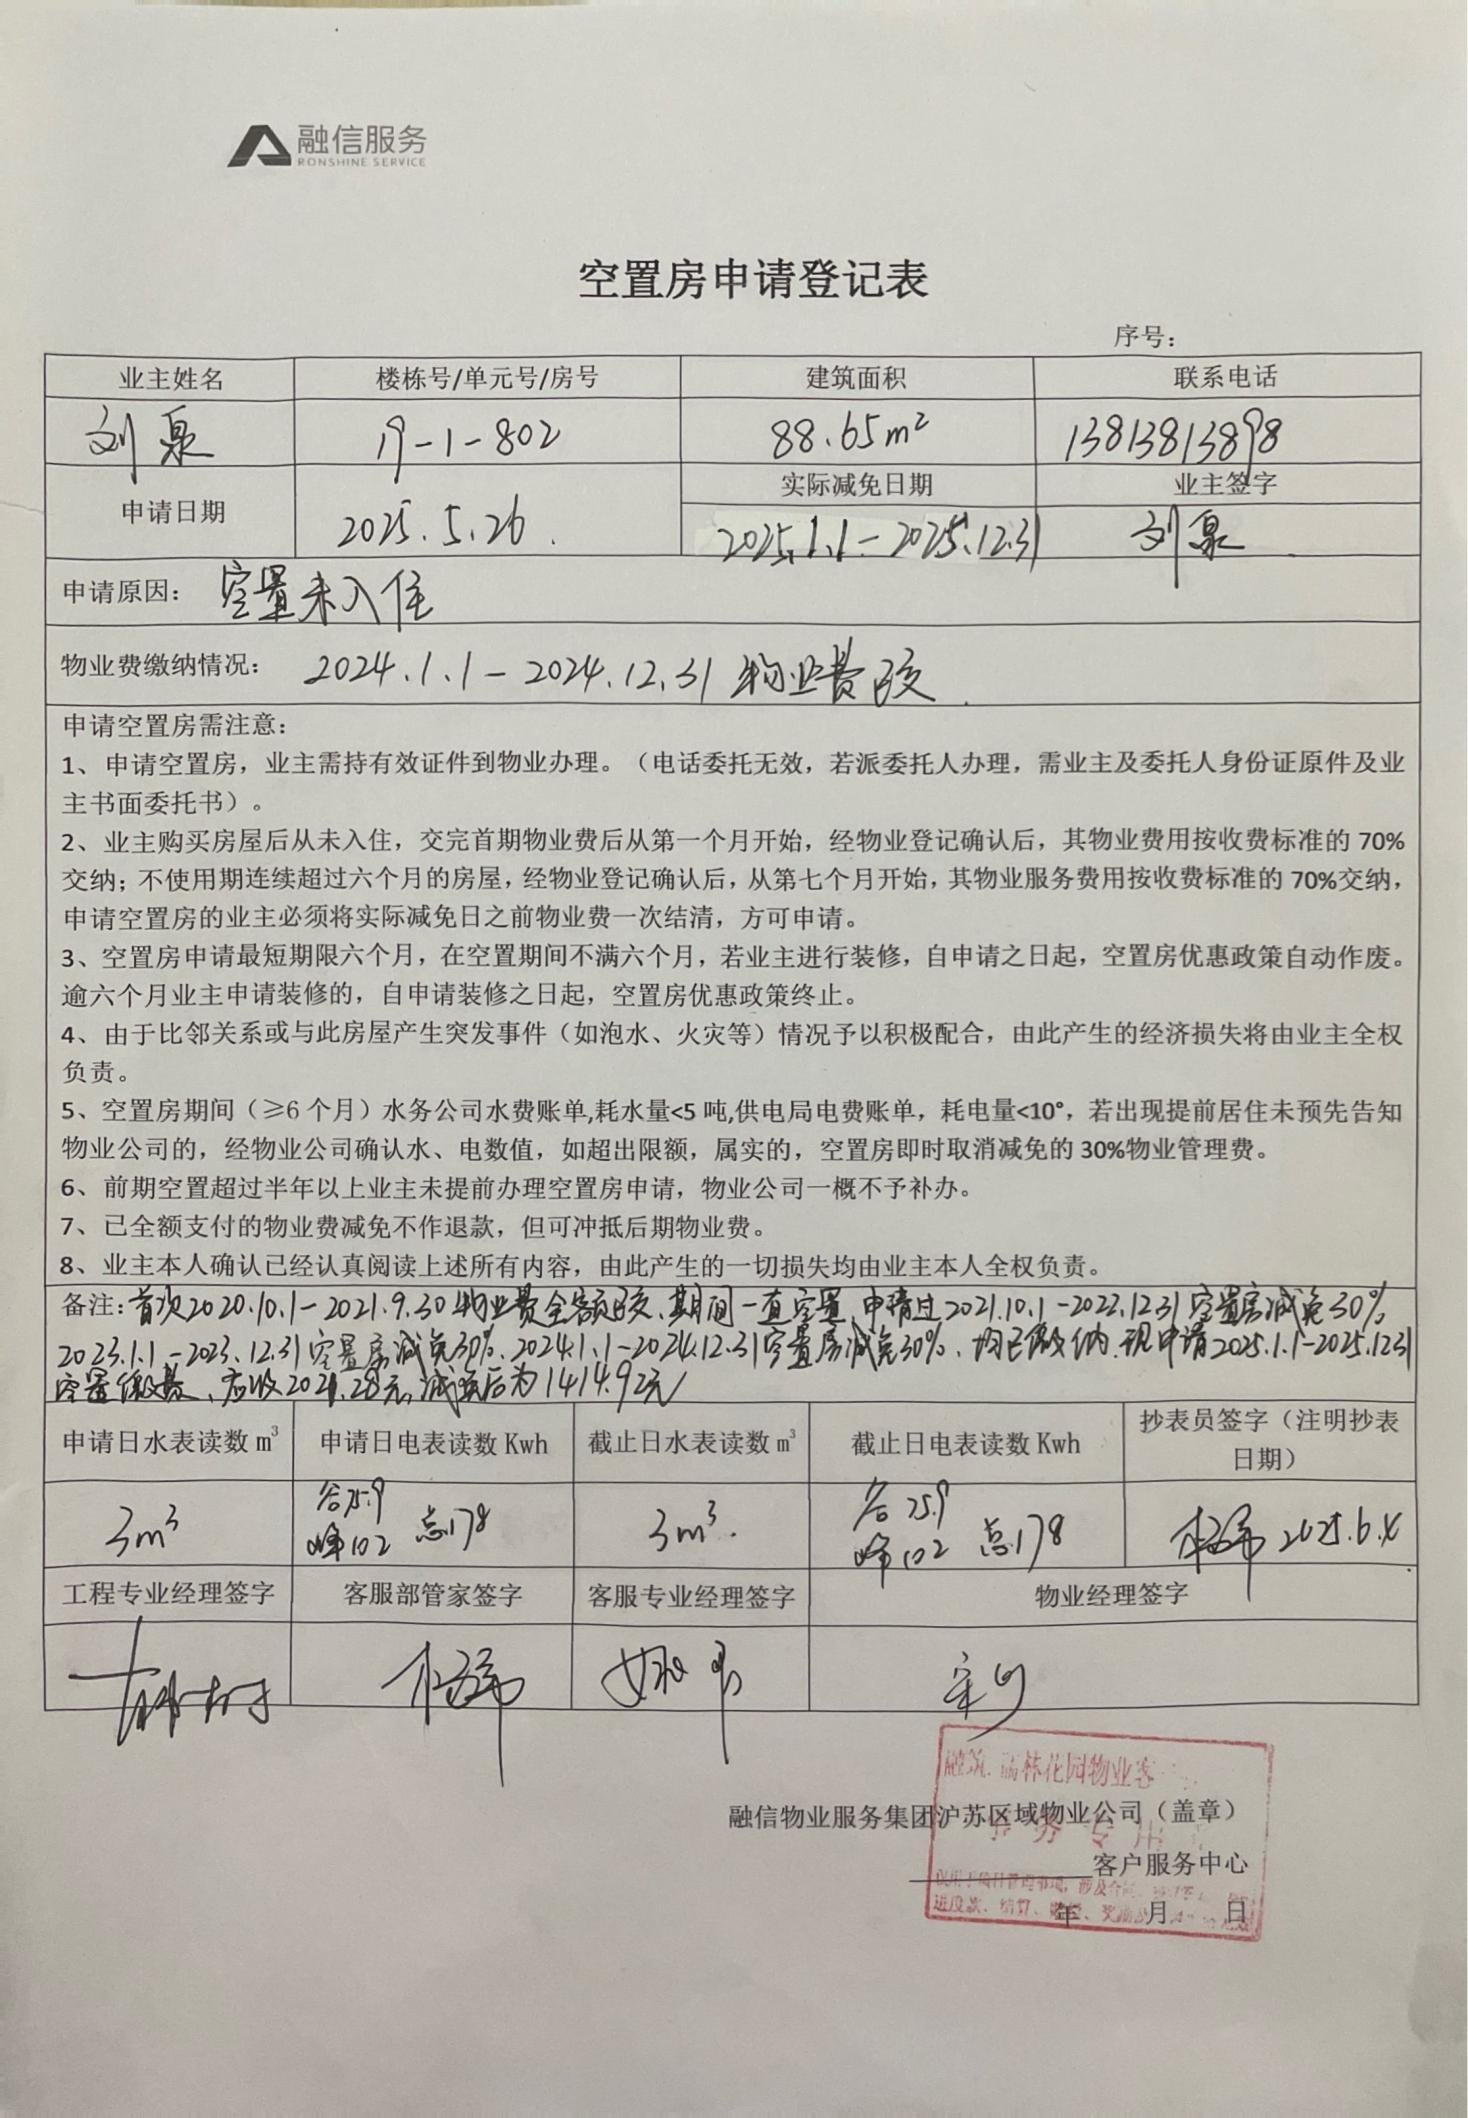 融信服务
RONSHINE SERVICE
空置房申请登记表
序号:
业主姓名 楼栋号/单元号/房号 建筑面积 联系电话
刘泉 19-1-802 88.65m² 13813813898
申请日期 2025.5.26. 实际减免日期 业主签字
2025.1.1-2025.12.31 刘泉
申请原因: 空置未入住
物业费缴纳情况: 2024.1.1-2024.12.31物业费已交.
申请空置房需注意:
1、申请空置房，业主需持有效证件到物业办理。（电话委托无效，若派委托人办理，需业主及委托人身份证原件及业
主书面委托书）。
2、业主购买房屋后从未入住，交完首期物业费后从第一个月开始，经物业登记确认后，其物业费用按收费标准的 70%
交纳；不使用期连续超过六个月的房屋，经物业登记确认后，从第七个月开始，其物业服务费用按收费标准的 70%交纳，
申请空置房的业主必须将实际减免日之前物业费一次结清，方可申请。
3、空置房申请最短期限六个月，在空置期间不满六个月，若业主进行装修，自申请之日起，空置房优惠政策自动作废。
逾六个月业主申请装修的，自申请装修之日起，空置房优惠政策终止。
4、由于比邻关系或与此房屋产生突发事件（如泡水、火灾等）情况予以积极配合，由此产生的经济损失将由业主全权
负责。
5、空置房期间（≥6 个月）水务公司水费账单,耗水量<5 吨,供电局电费账单，耗电量<10°，若出现提前居住未预先告知
物业公司的，经物业公司确认水、电数值，如超出限额，属实的，空置房即时取消减免的 30%物业管理费。
6、前期空置超过半年以上业主未提前办理空置房申请，物业公司一概不予补办。
7、已全额支付的物业费减免不作退款，但可冲抵后期物业费。
8、业主本人确认已经认真阅读上述所有内容，由此产生的一切损失均由业主本人全权负责。
备注: 首次2020.10.1-2021.9.30物业费全额已交、期间一直空置、申请过2021.10.1-2022.12.31空置房减免30%、
2023.1.1-2023.12.31空置房减免30%、2024.1.1-2024.12.31空置房减免30%、均已缴纳.现申请2025.1.1-2025.12.31
空置缴费、应收2021.28元,减免后为1414.92元
申请日水表读数 m³ 申请日电表读数 Kwh 截止日水表读数 m³ 截止日电表读数 Kwh 抄表员签字（注明抄表
日期）
3m³ 谷75.9 峰102 总178 3m³. 谷75.9 峰102 总178 2025.6.
工程专业经理签字 客服部管家签字 客服专业经理签字 物业经理签字
融筑 物业客
融信物业服务集团沪苏区域物业公司（盖章）
专用
客户服务中心
年 月 日